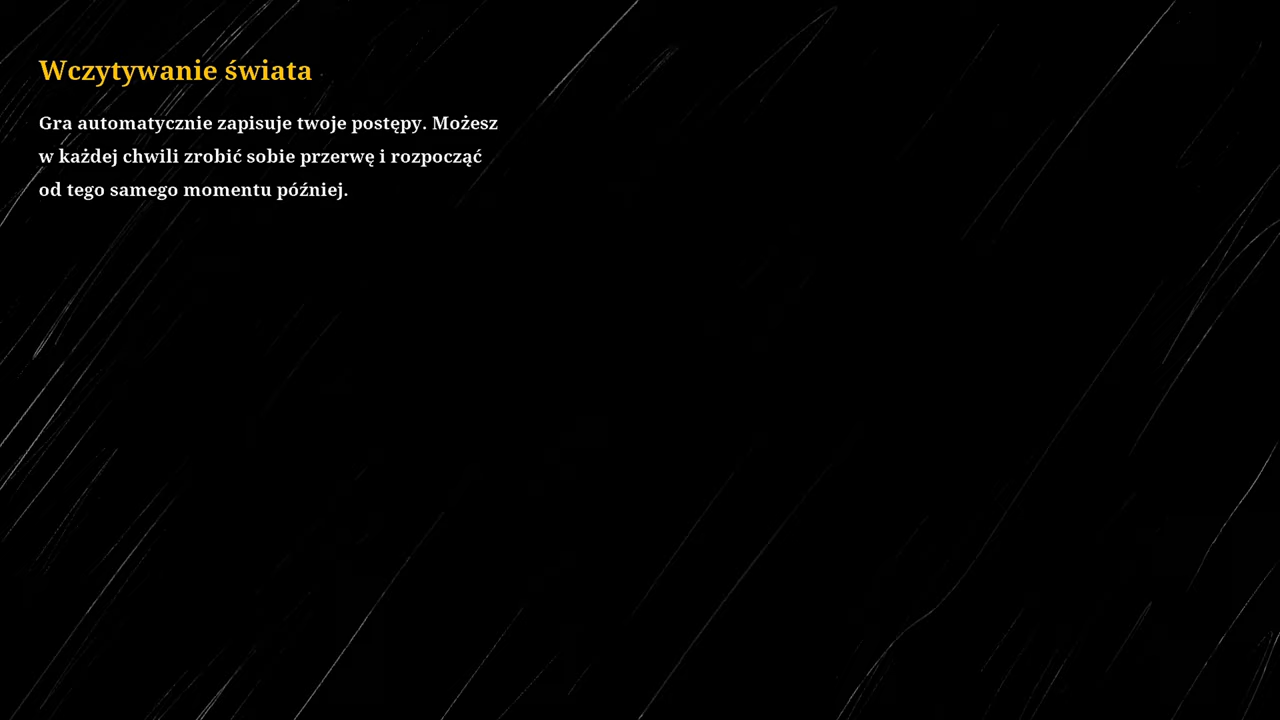 Wczytywanie świata
Gra automatycznie zapisuje twoje postępy. Możesz
w każdej chwili zrobić sobie przerwę i rozpocząć
od tego samego momentu później.